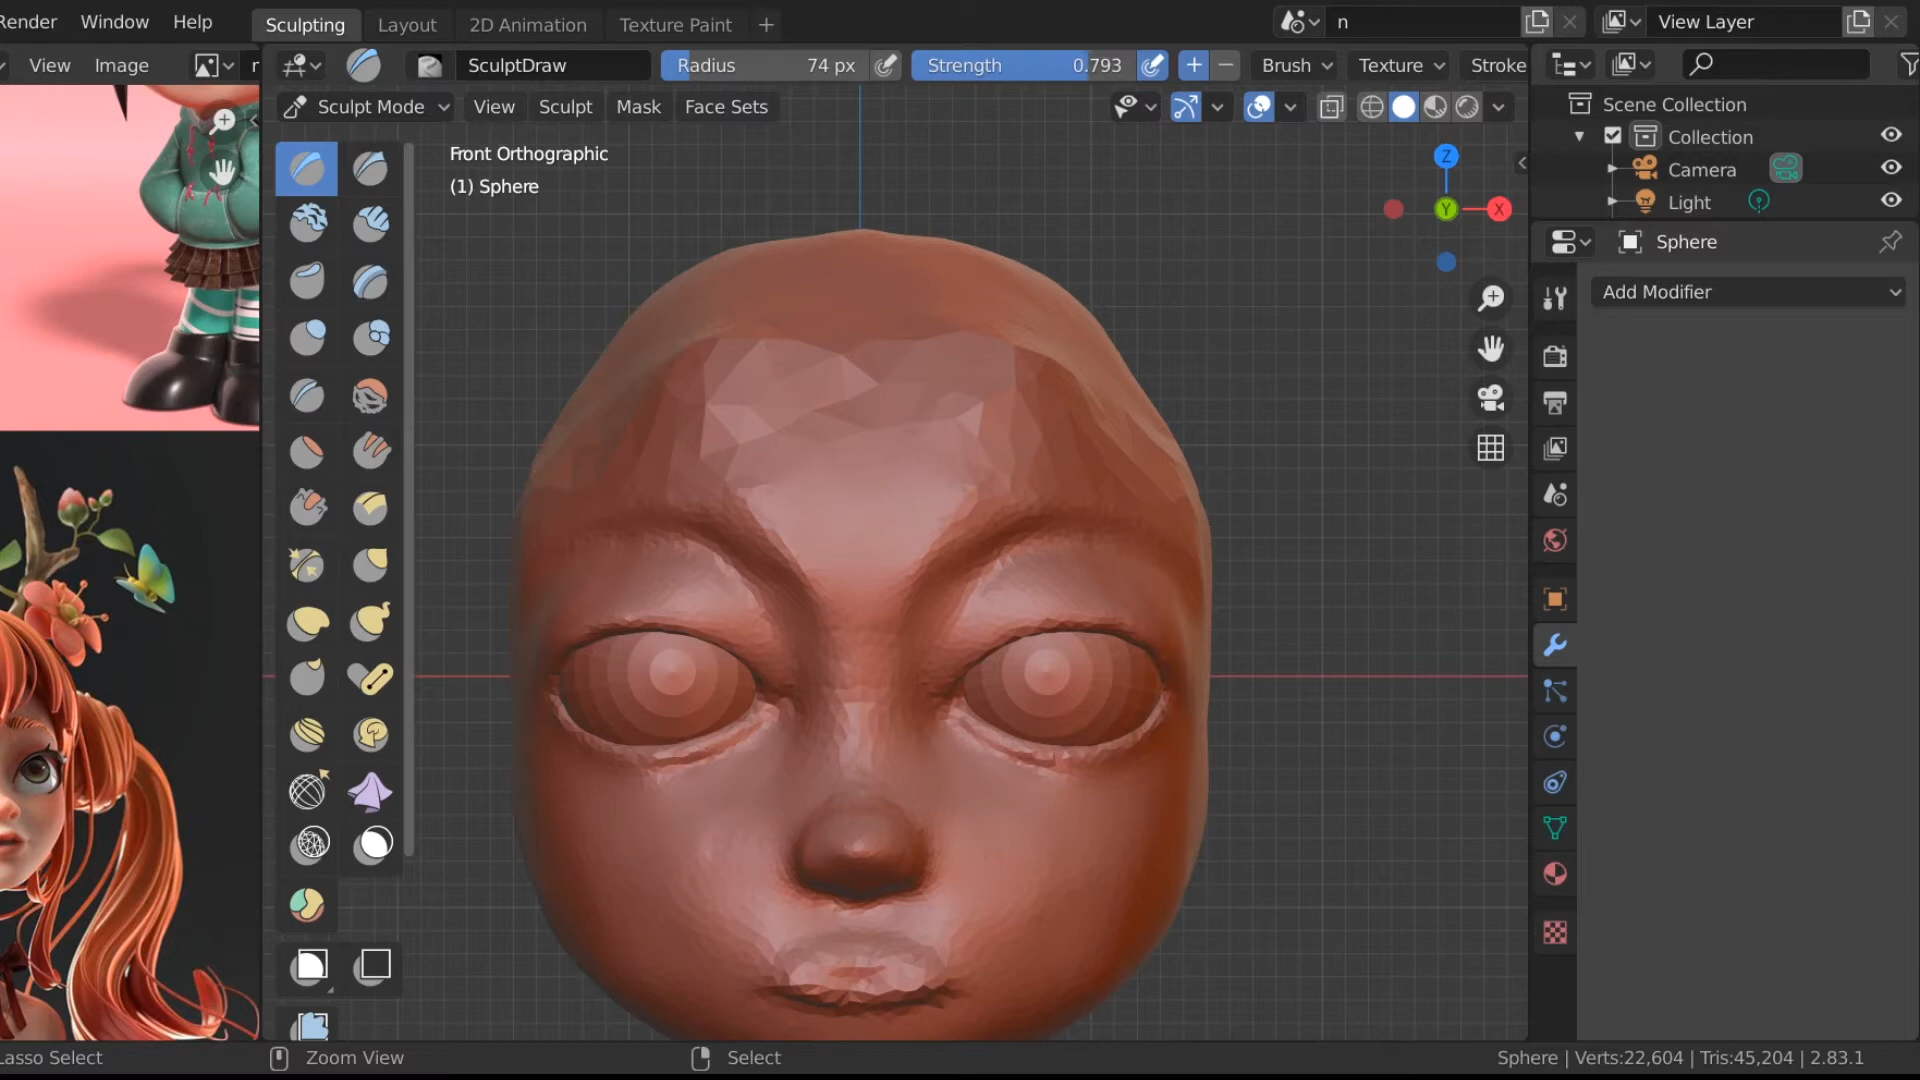 Render Window Help Sculpting Layout 2D Animation Texture Paint + n View Layer
View Image SculptDraw Radius 74 px Strength 0.793 Brush Texture Stroke
Sculpt Mode View Sculpt Mask Face Sets
Front Orthographic
(1) Sphere
Z
Y
X
Scene Collection
Collection
Camera
Light
Sphere
Add Modifier
Lasso Select Zoom View Select Sphere | Verts:22,604 | Tris:45,204 | 2.83.1